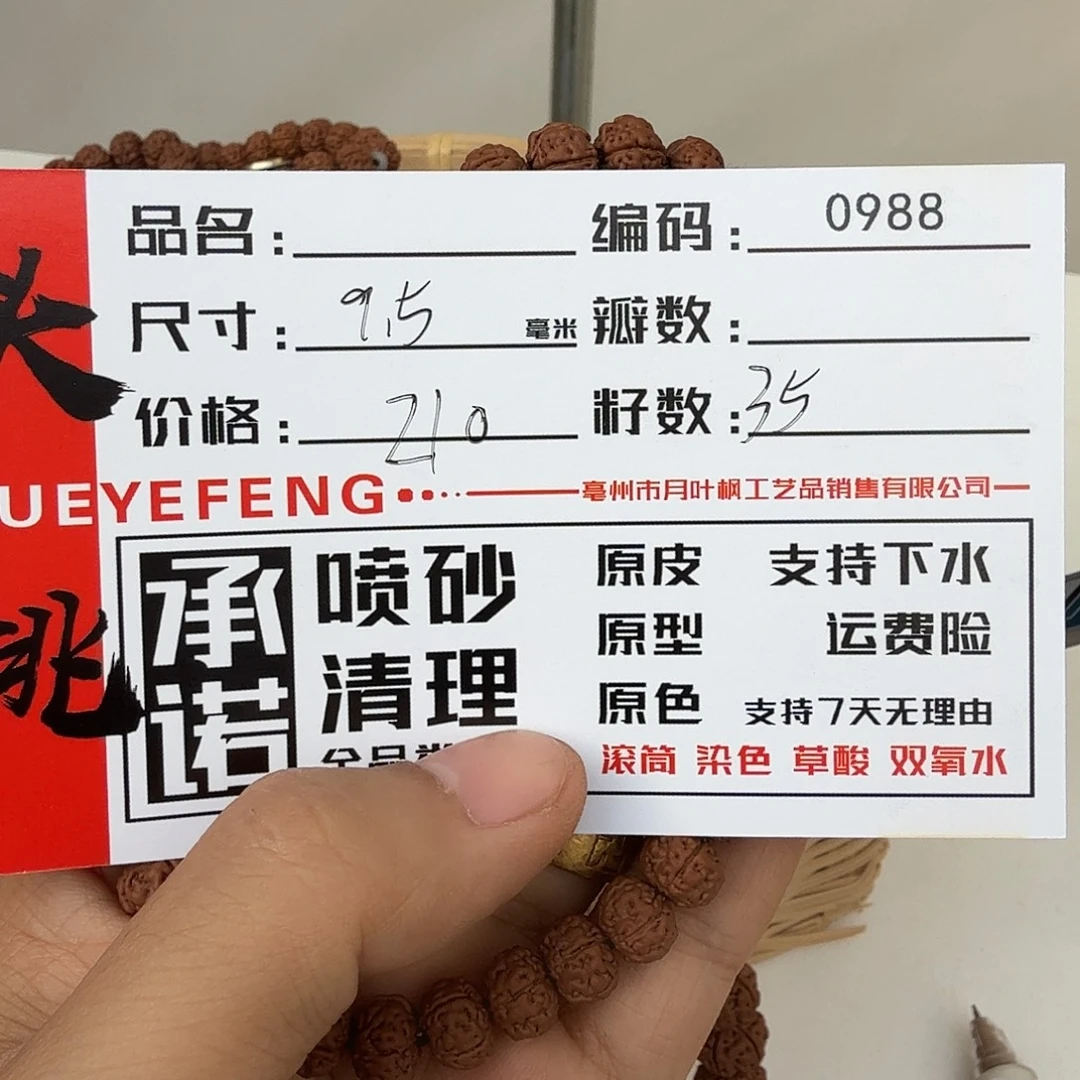 品名： 编码：0988
尺寸：9.5 毫米 瓣数：
价格：210 籽数：35
UEYEFENG 亳州市月叶枫工艺品销售有限公司
承诺
喷砂 原皮 支持下水
清理 原型 运费险
原色 支持7天无理由
全品类 滚筒 染色 草酸 双氧水